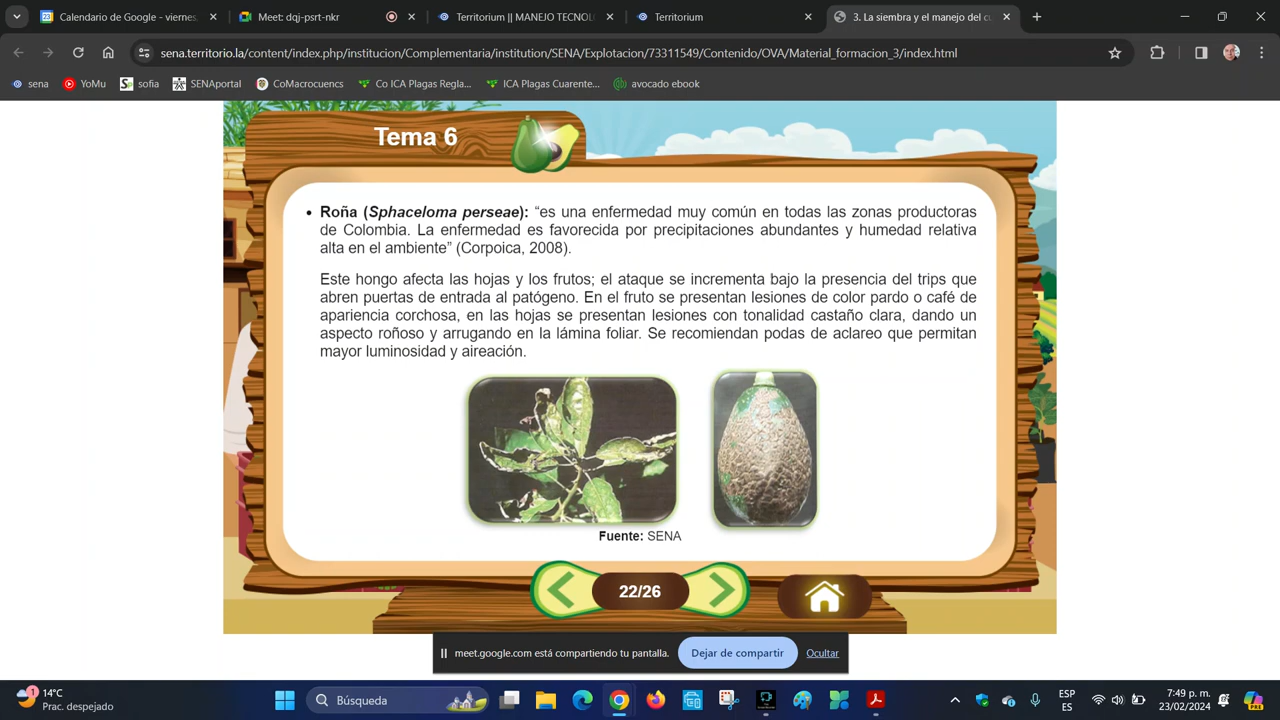 Calendario de Google - viernes,
Meet: dqj-psrt-nkr
Territorium || MANEJO TECNOL
Territorium
3. La siembra y el manejo del cu
sena.territorio.la/content/index.php/institucion/Complementaria/institution/SENA/Explotacion/73311549/Contenido/OVA/Material_formacion_3/index.html
sena
YoMu
sofia
SENAportal
CoMacrocuencs
Co ICA Plagas Regla...
ICA Plagas Cuarente...
avocado ebook
Tema 6
• Roña (Sphaceloma perseae): “es una enfermedad muy común en todas las zonas productoras
de Colombia. La enfermedad es favorecida por precipitaciones abundantes y humedad relativa
alta en el ambiente” (Corpoica, 2008).
Este hongo afecta las hojas y los frutos; el ataque se incrementa bajo la presencia del trips que
abren puertas de entrada al patógeno. En el fruto se presentan lesiones de color pardo o café de
apariencia corchosa, en las hojas se presentan lesiones con tonalidad castaño clara, dando un
aspecto roñoso y arrugando en la lámina foliar. Se recomiendan podas de aclareo que permitan
mayor luminosidad y aireación.
Fuente: SENA
22/26
meet.google.com está compartiendo tu pantalla.
Dejar de compartir
Ocultar
1
14°C
Prac. despejado
Búsqueda
ESP
ES
7:49 p. m.
23/02/2024